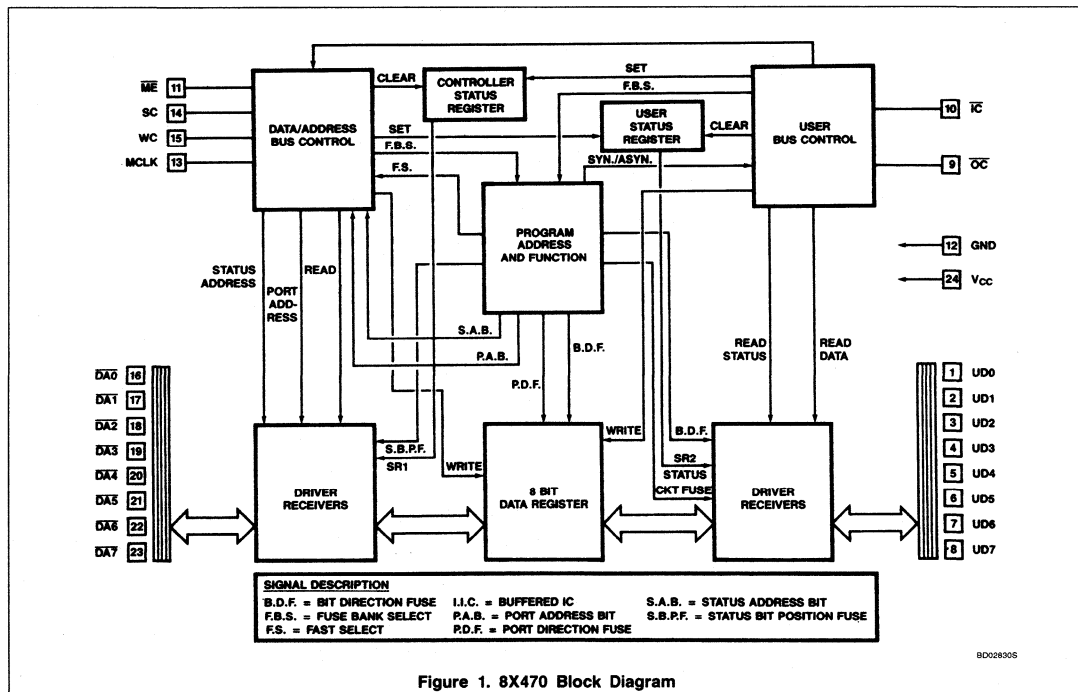 ME 11
SC 14
WC 15
MCLK 13
DATA/ADDRESS
BUS CONTROL
CLEAR
CONTROLLER
STATUS
REGISTER
SET
F.B.S.
SET
F.B.S.
F.S.
USER
STATUS
REGISTER
CLEAR
SYN./ASYN.
USER
BUS CONTROL
10 IC
9 OC
12 GND
24 VCC
PROGRAM
ADDRESS
AND FUNCTION
STATUS
ADDRESS
PORT
ADD-
RESS
READ
S.A.B.
P.A.B.
P.D.F.
B.D.F.
READ
STATUS
READ
DATA
DA0 16
DA1 17
DA2 18
DA3 19
DA4 20
DA5 21
DA6 22
DA7 23
DRIVER
RECEIVERS
S.B.P.F.
SR1
WRITE
8 BIT
DATA REGISTER
WRITE
B.D.F.
SR2
STATUS
CKT FUSE
DRIVER
RECEIVERS
1 UD0
2 UD1
3 UD2
4 UD3
5 UD4
6 UD5
7 UD6
8 UD7
SIGNAL DESCRIPTION
B.D.F. = BIT DIRECTION FUSE I.I.C. = BUFFERED IC S.A.B. = STATUS ADDRESS BIT
F.B.S. = FUSE BANK SELECT P.A.B. = PORT ADDRESS BIT S.B.P.F. = STATUS BIT POSITION FUSE
F.S. = FAST SELECT P.D.F. = PORT DIRECTION FUSE
BD02830S
Figure 1. 8X470 Block Diagram